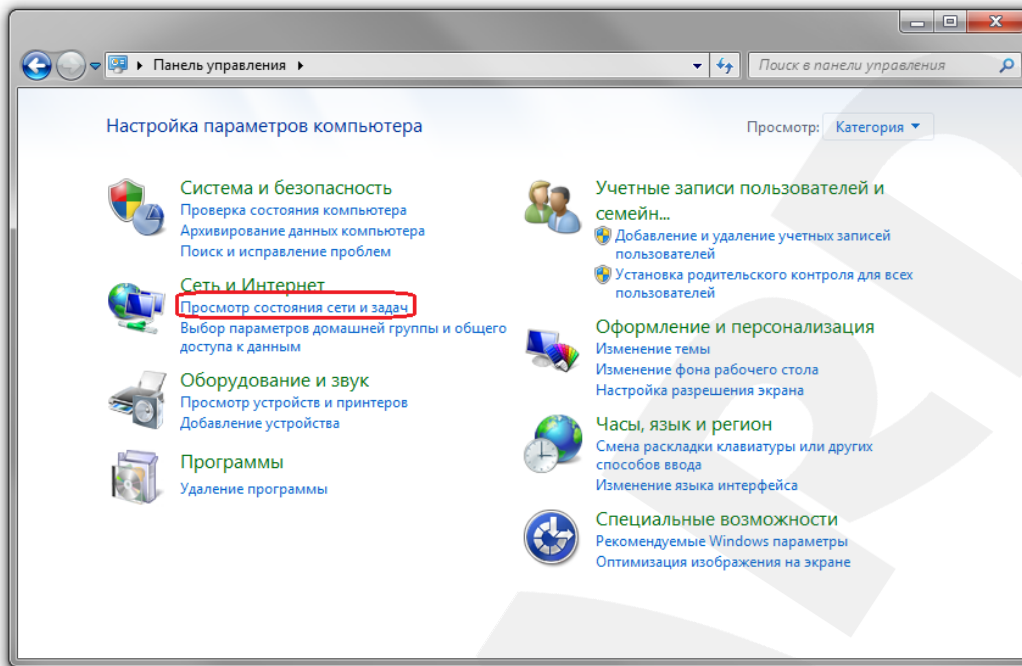 Панель управления
Поиск в панели управления
Настройка параметров компьютера
Просмотр: Категория
Система и безопасность
Проверка состояния компьютера
Архивирование данных компьютера
Поиск и исправление проблем
Сеть и Интернет
Просмотр состояния сети и задач
Выбор параметров домашней группы и общего
доступа к данным
Оборудование и звук
Просмотр устройств и принтеров
Добавление устройства
Программы
Удаление программы
Учетные записи пользователей и
семейн...
Добавление и удаление учетных записей
пользователей
Установка родительского контроля для всех
пользователей
Оформление и персонализация
Изменение темы
Изменение фона рабочего стола
Настройка разрешения экрана
Часы, язык и регион
Смена раскладки клавиатуры или других
способов ввода
Изменение языка интерфейса
Специальные возможности
Рекомендуемые Windows параметры
Оптимизация изображения на экране